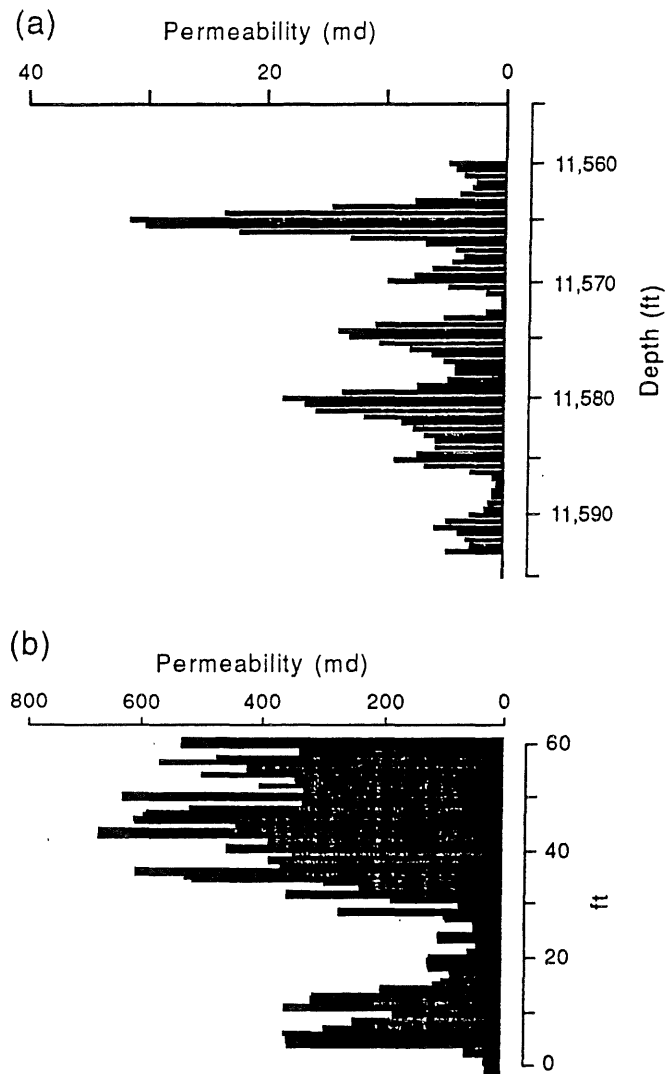 (a)
Permeability (md)
40 20 0
11,560
11,570
11,580
11,590
Depth (ft)
(b)
Permeability (md)
800 600 400 200 0
60
40
20
0
ft